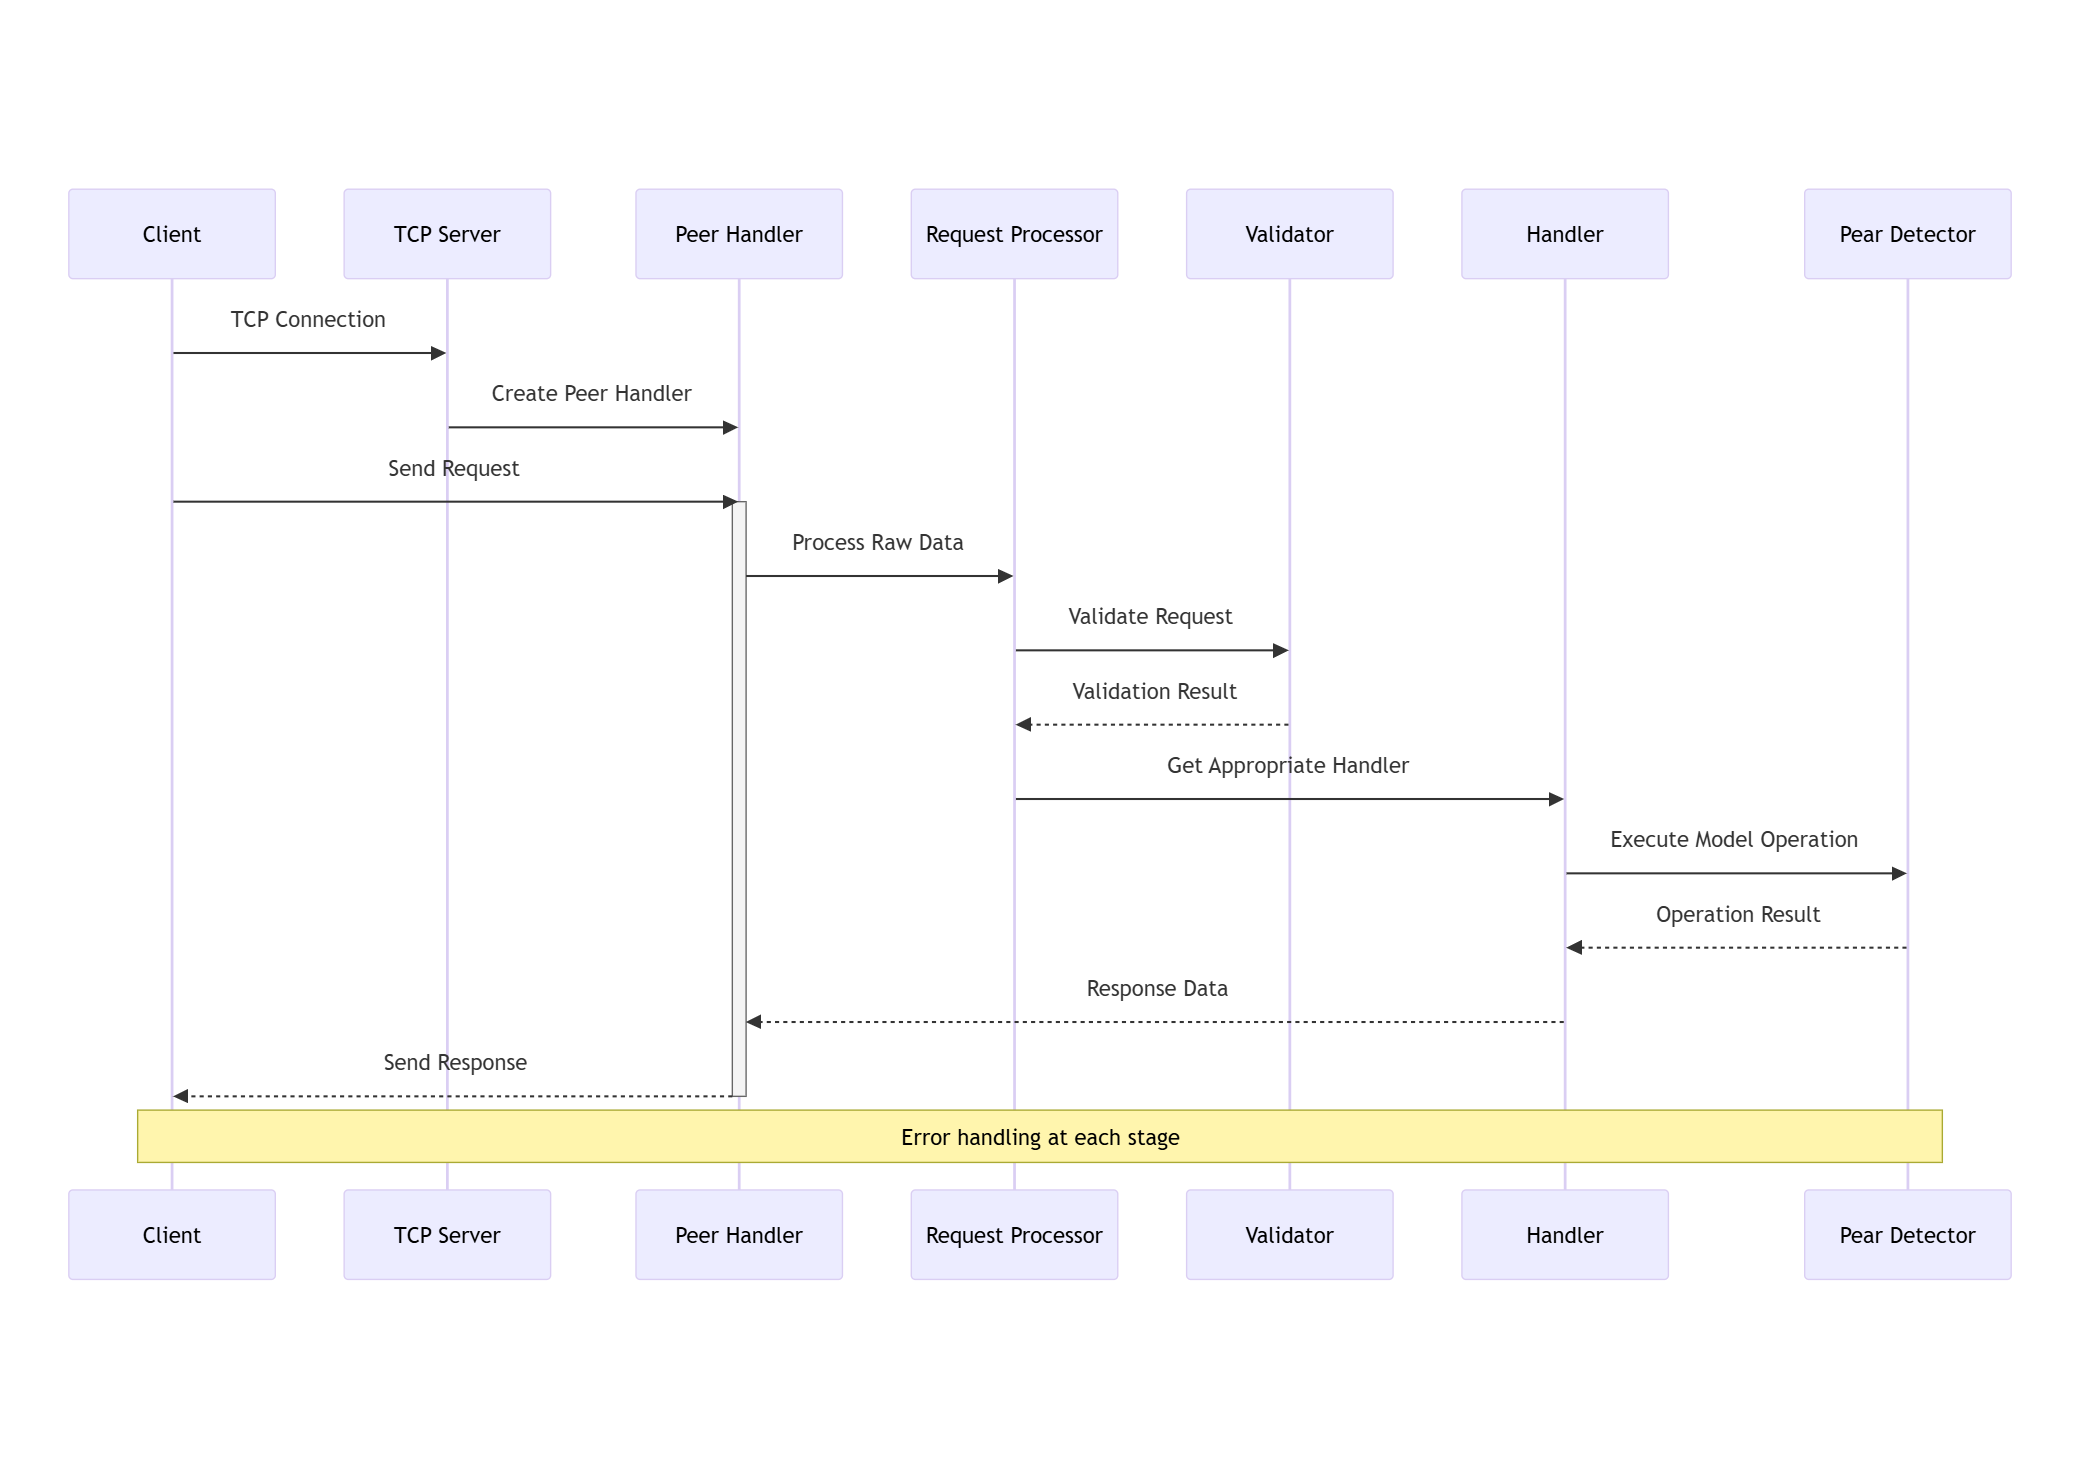 Client
TCP Server
Peer Handler
Request Processor
Validator
Handler
Pear Detector
TCP Connection
Create Peer Handler
Send Request
Process Raw Data
Validate Request
Validation Result
Get Appropriate Handler
Execute Model Operation
Operation Result
Response Data
Send Response
Error handling at each stage
Client
TCP Server
Peer Handler
Request Processor
Validator
Handler
Pear Detector